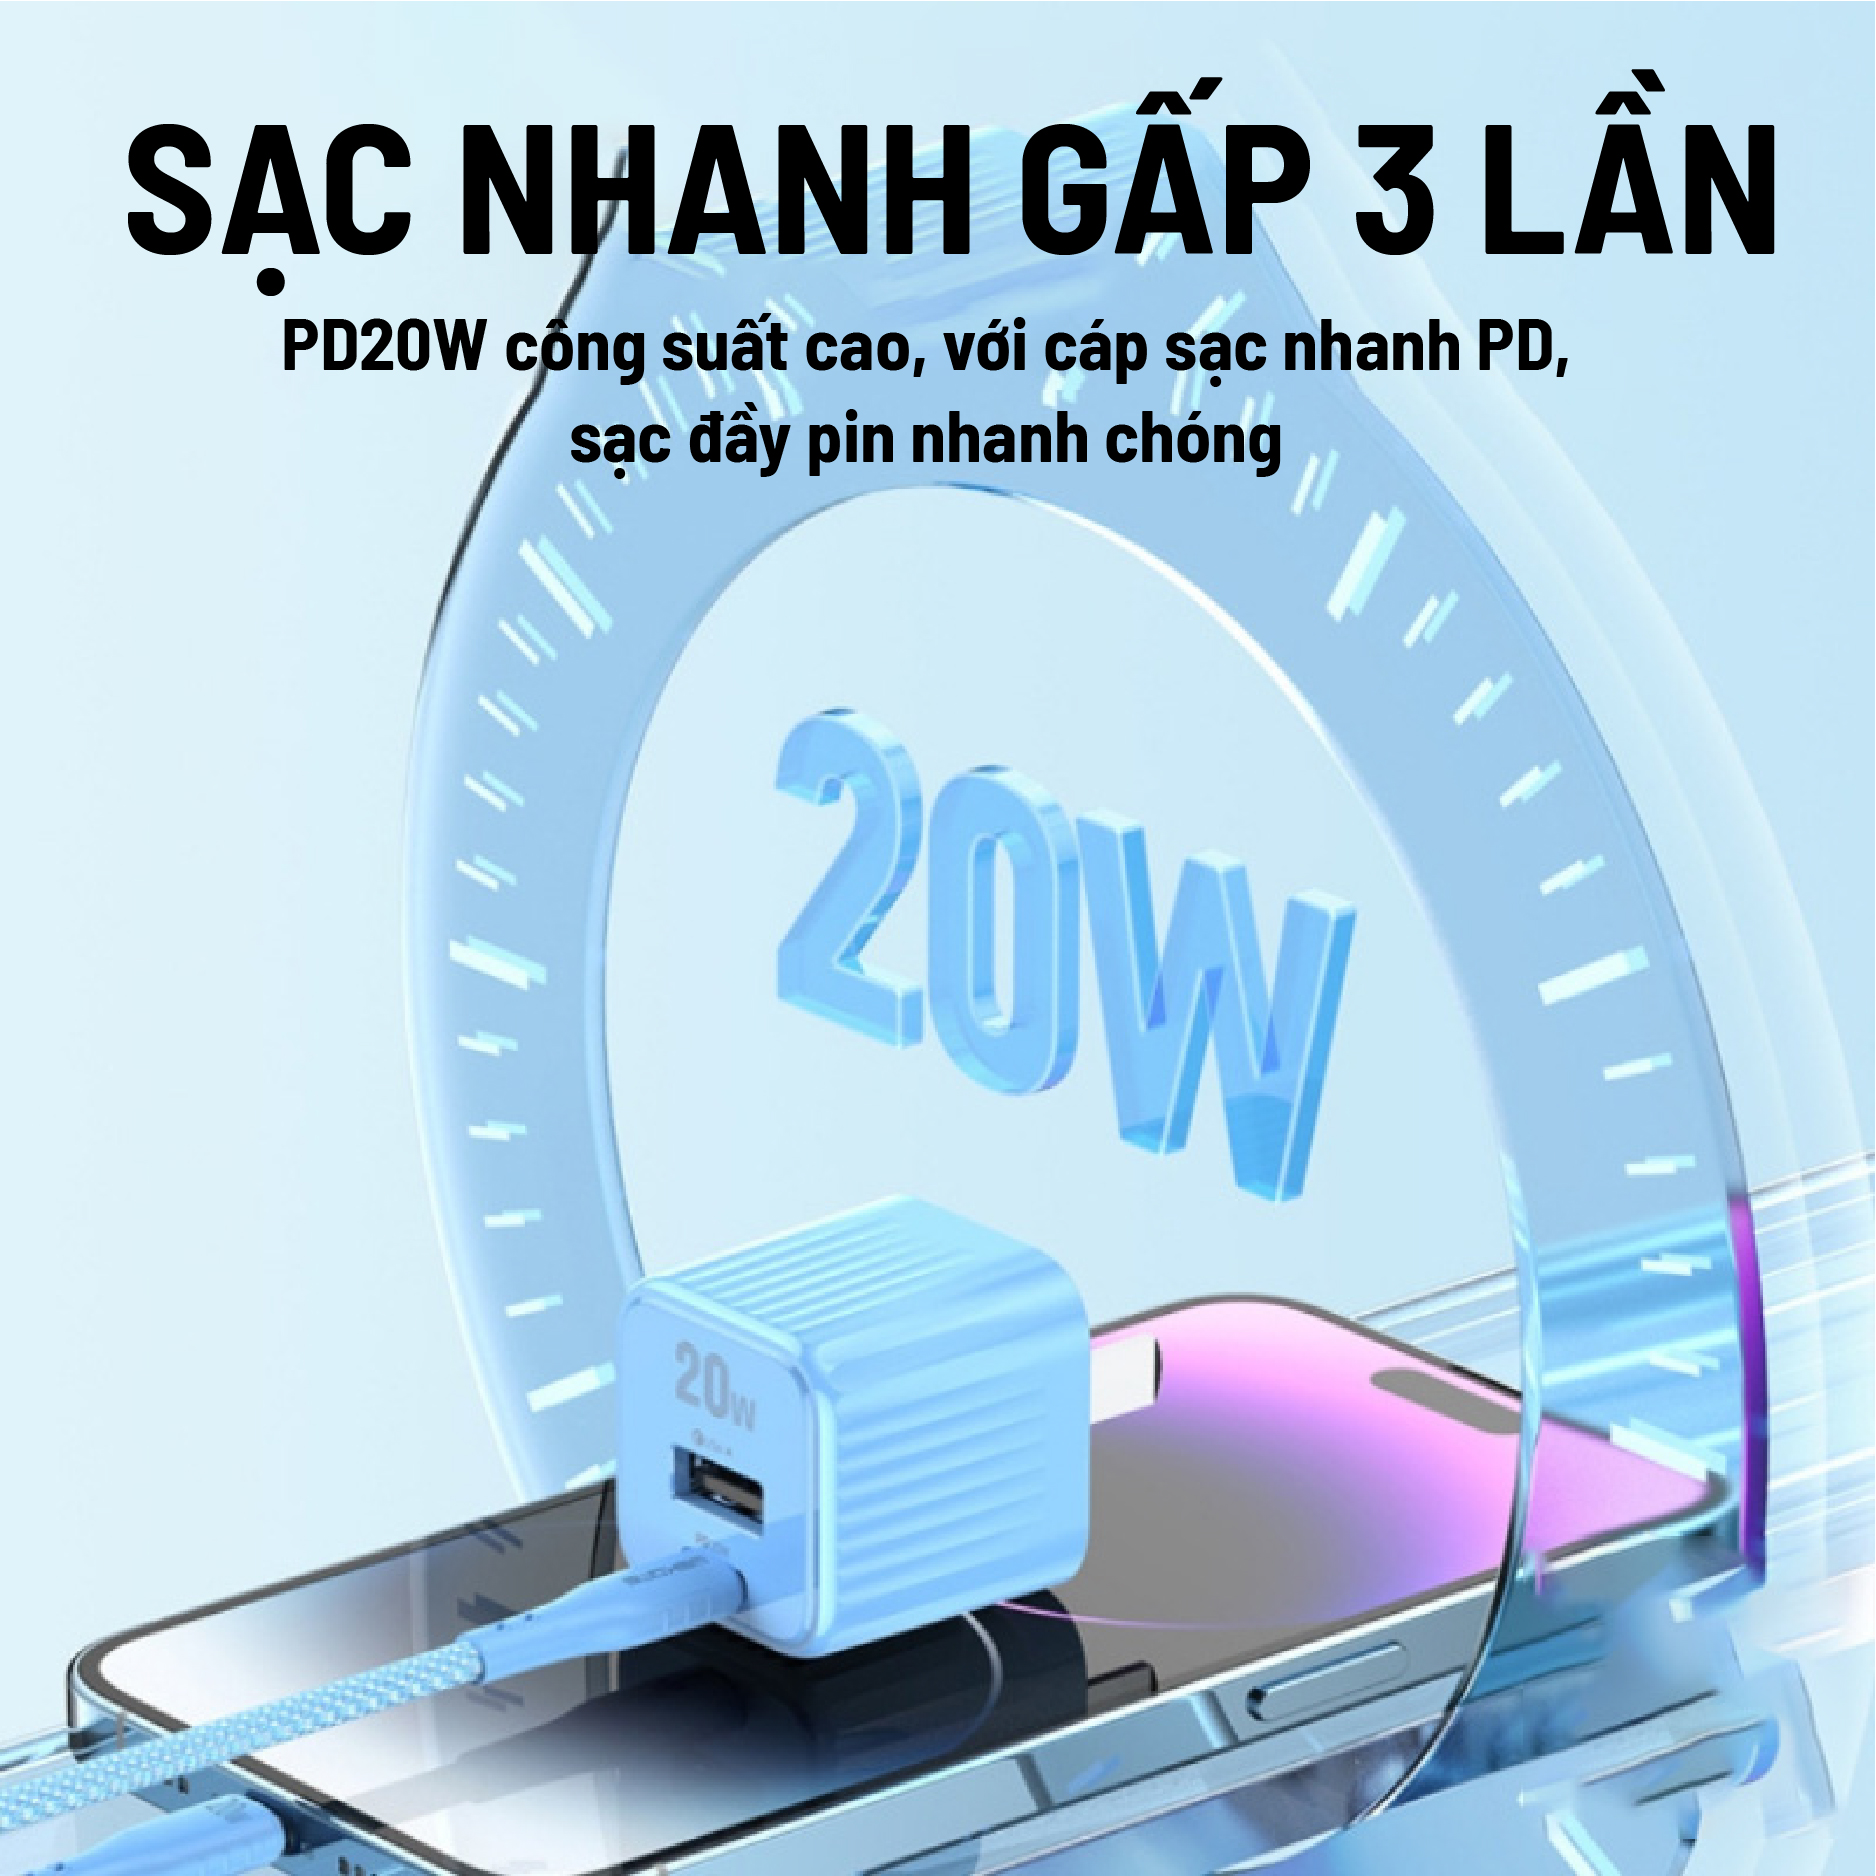 SẠC NHANH GẤP 3 LẦN
PD20W công suất cao, với cáp sạc nhanh PD,
sạc đầy pin nhanh chóng
20W
20W